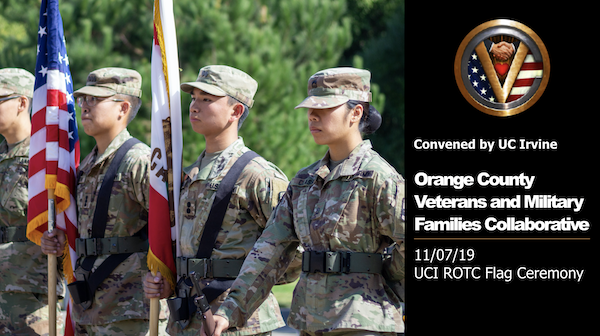 Convened by UC Irvine
Orange County
Veterans and Military
Families Collaborative
11/07/19
UCI ROTC Flag Ceremony